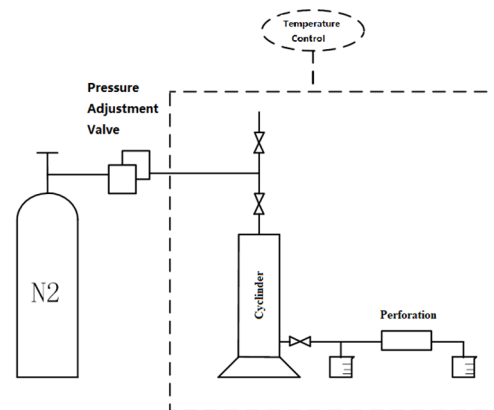 Temperature
Control
Pressure
Adjustment
Valve
N2
Cyclinder
Perforation